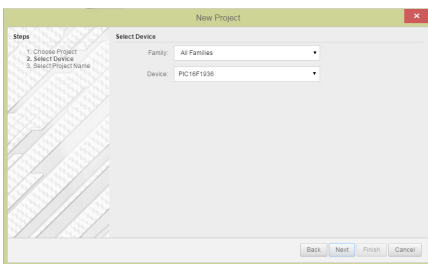 New Project
Steps
1. Choose Project
2. Select Device
3. Select Project Name
Select Device
Family: All Families
Device: PIC16F1936
Back Next Finish Cancel